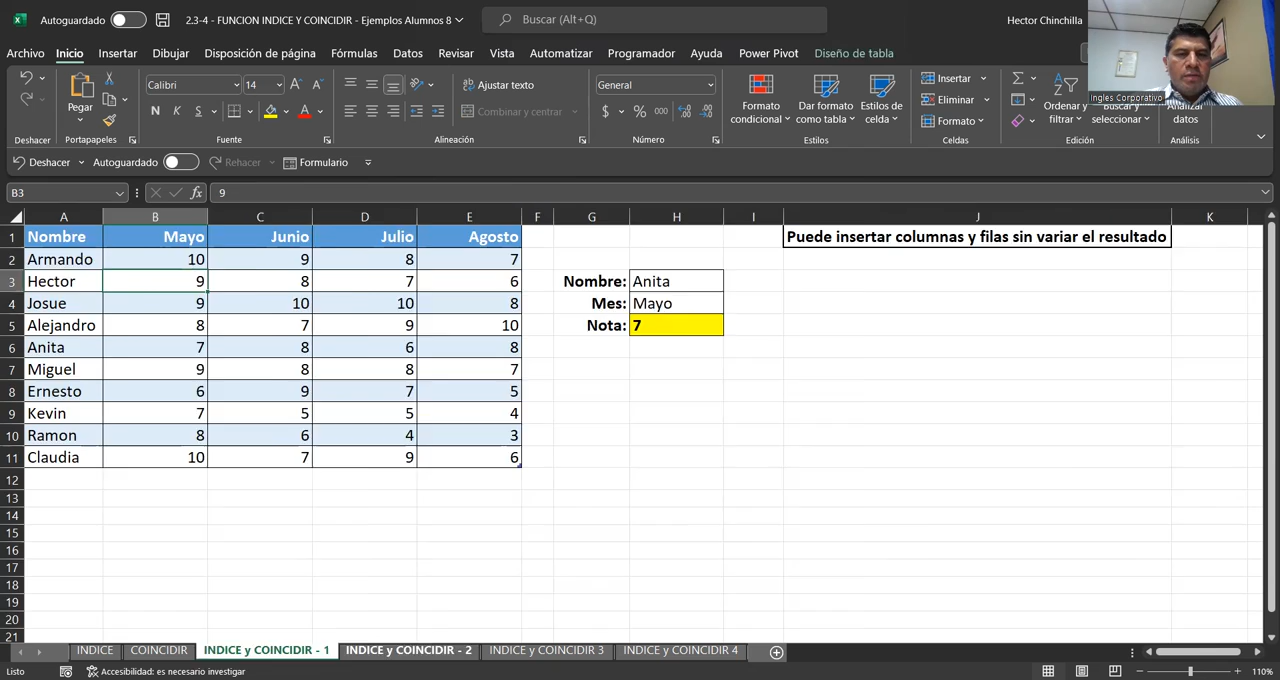 Autoguardado
2.3-4 - FUNCION INDICE Y COINCIDIR - Ejemplos Alumnos 8
Buscar (Alt+Q)
Hector Chinchilla
Archivo Inicio Insertar Dibujar Disposición de página Fórmulas Datos Revisar Vista Automatizar Programador Ayuda Power Pivot Diseño de tabla
Ingles Corporativo
Pegar
Deshacer
Portapapeles
Calibri 14
N K S
Fuente
Ajustar texto
Combinar y centrar
Alineación
General
$ % 000
Número
Formato condicional
Dar formato como tabla
Estilos de celda
Estilos
Insertar
Eliminar
Formato
Celdas
Ordenar y filtrar
Buscar y seleccionar
Edición
Analizar datos
Análisis
Deshacer Autoguardado Rehacer Formulario
B3 fx 9
A B C D E F G H I J K
1 Nombre Mayo Junio Julio Agosto Puede insertar columnas y filas sin variar el resultado
2 Armando 10 9 8 7
3 Hector 9 8 7 6 Nombre: Anita
4 Josue 9 10 10 8 Mes: Mayo
5 Alejandro 8 7 9 10 Nota: 7
6 Anita 7 8 6 8
7 Miguel 9 8 8 7
8 Ernesto 6 9 7 5
9 Kevin 7 5 5 4
10 Ramon 8 6 4 3
11 Claudia 10 7 9 6
12
13
14
15
16
17
18
19
20
21
INDICE COINCIDIR INDICE y COINCIDIR - 1 INDICE y COINCIDIR - 2 INDICE y COINCIDIR 3 INDICE y COINCIDIR 4
Listo Accesibilidad: es necesario investigar 110%